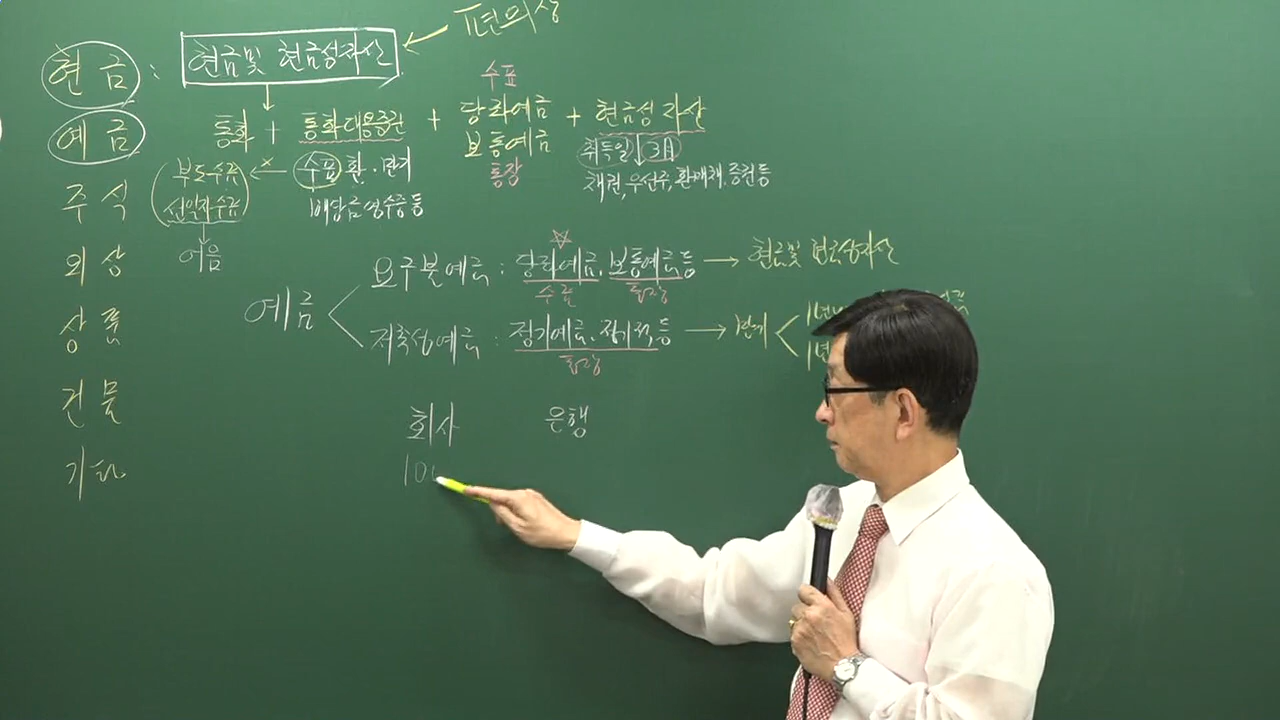 현금 : 현금및 현금성자산
수표
예금
통화 + 통화대용증권 + 당좌예금 + 현금성 자산
보통예금
통장
부도수표 × 수표 환·만기
취득일 3月
선일자수표
배당금 영수증 등
채권, 우선주, 환매채, 증권 등
어음
주식
외상
상품
건물
기타
예금
요구불예금 : 당좌예금, 보통예금 등 → 현금및 현금성자산
수표 통장
저축성예금 : 정기예금, 정기적 등 → 만기
통장
1년
1년
회사 은행
100